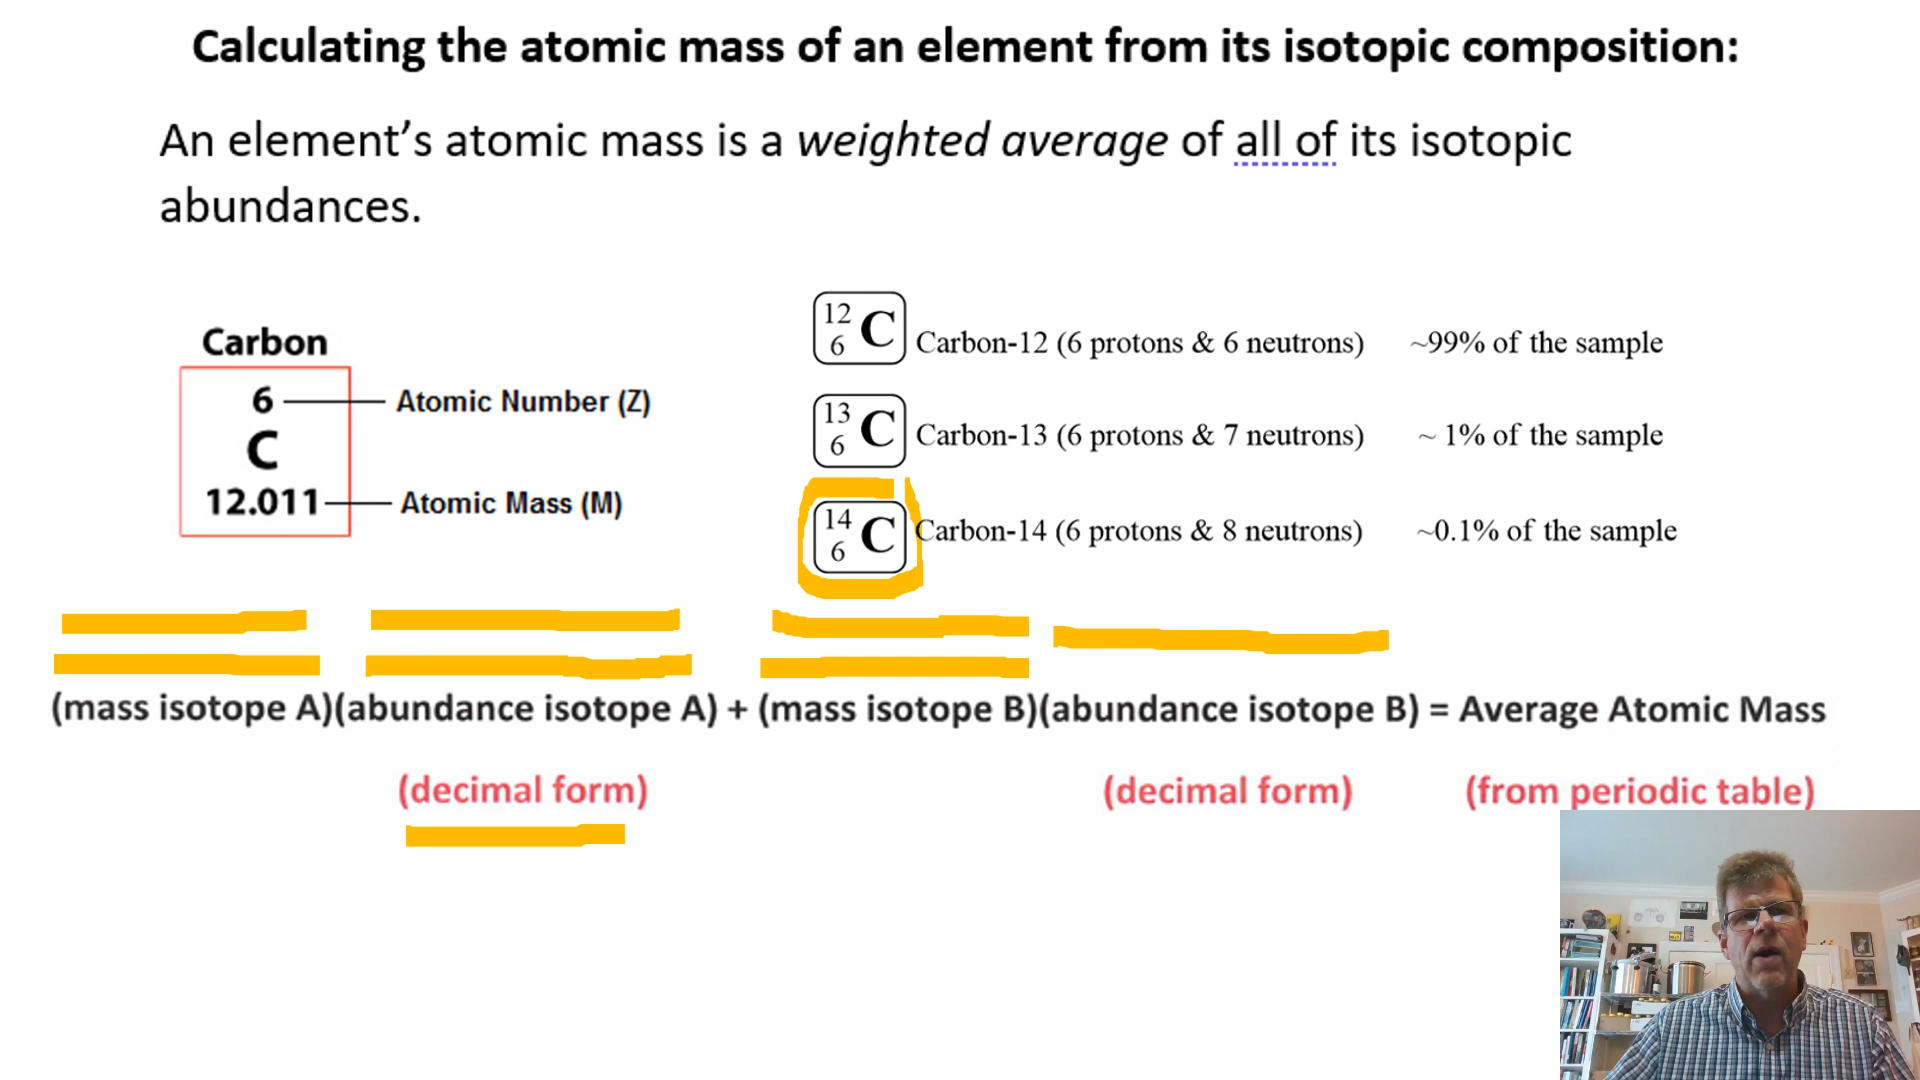 Calculating the atomic mass of an element from its isotopic composition:
An element’s atomic mass is a weighted average of all of its isotopic
abundances.
Carbon
6
C
12.011
Atomic Number (Z)
Atomic Mass (M)
12
6
C
Carbon-12 (6 protons & 6 neutrons) ~99% of the sample
13
6
C
Carbon-13 (6 protons & 7 neutrons) ~ 1% of the sample
14
6
C
Carbon-14 (6 protons & 8 neutrons) ~0.1% of the sample
(mass isotope A)(abundance isotope A) + (mass isotope B)(abundance isotope B) = Average Atomic Mass
(decimal form) (decimal form) (from periodic table)